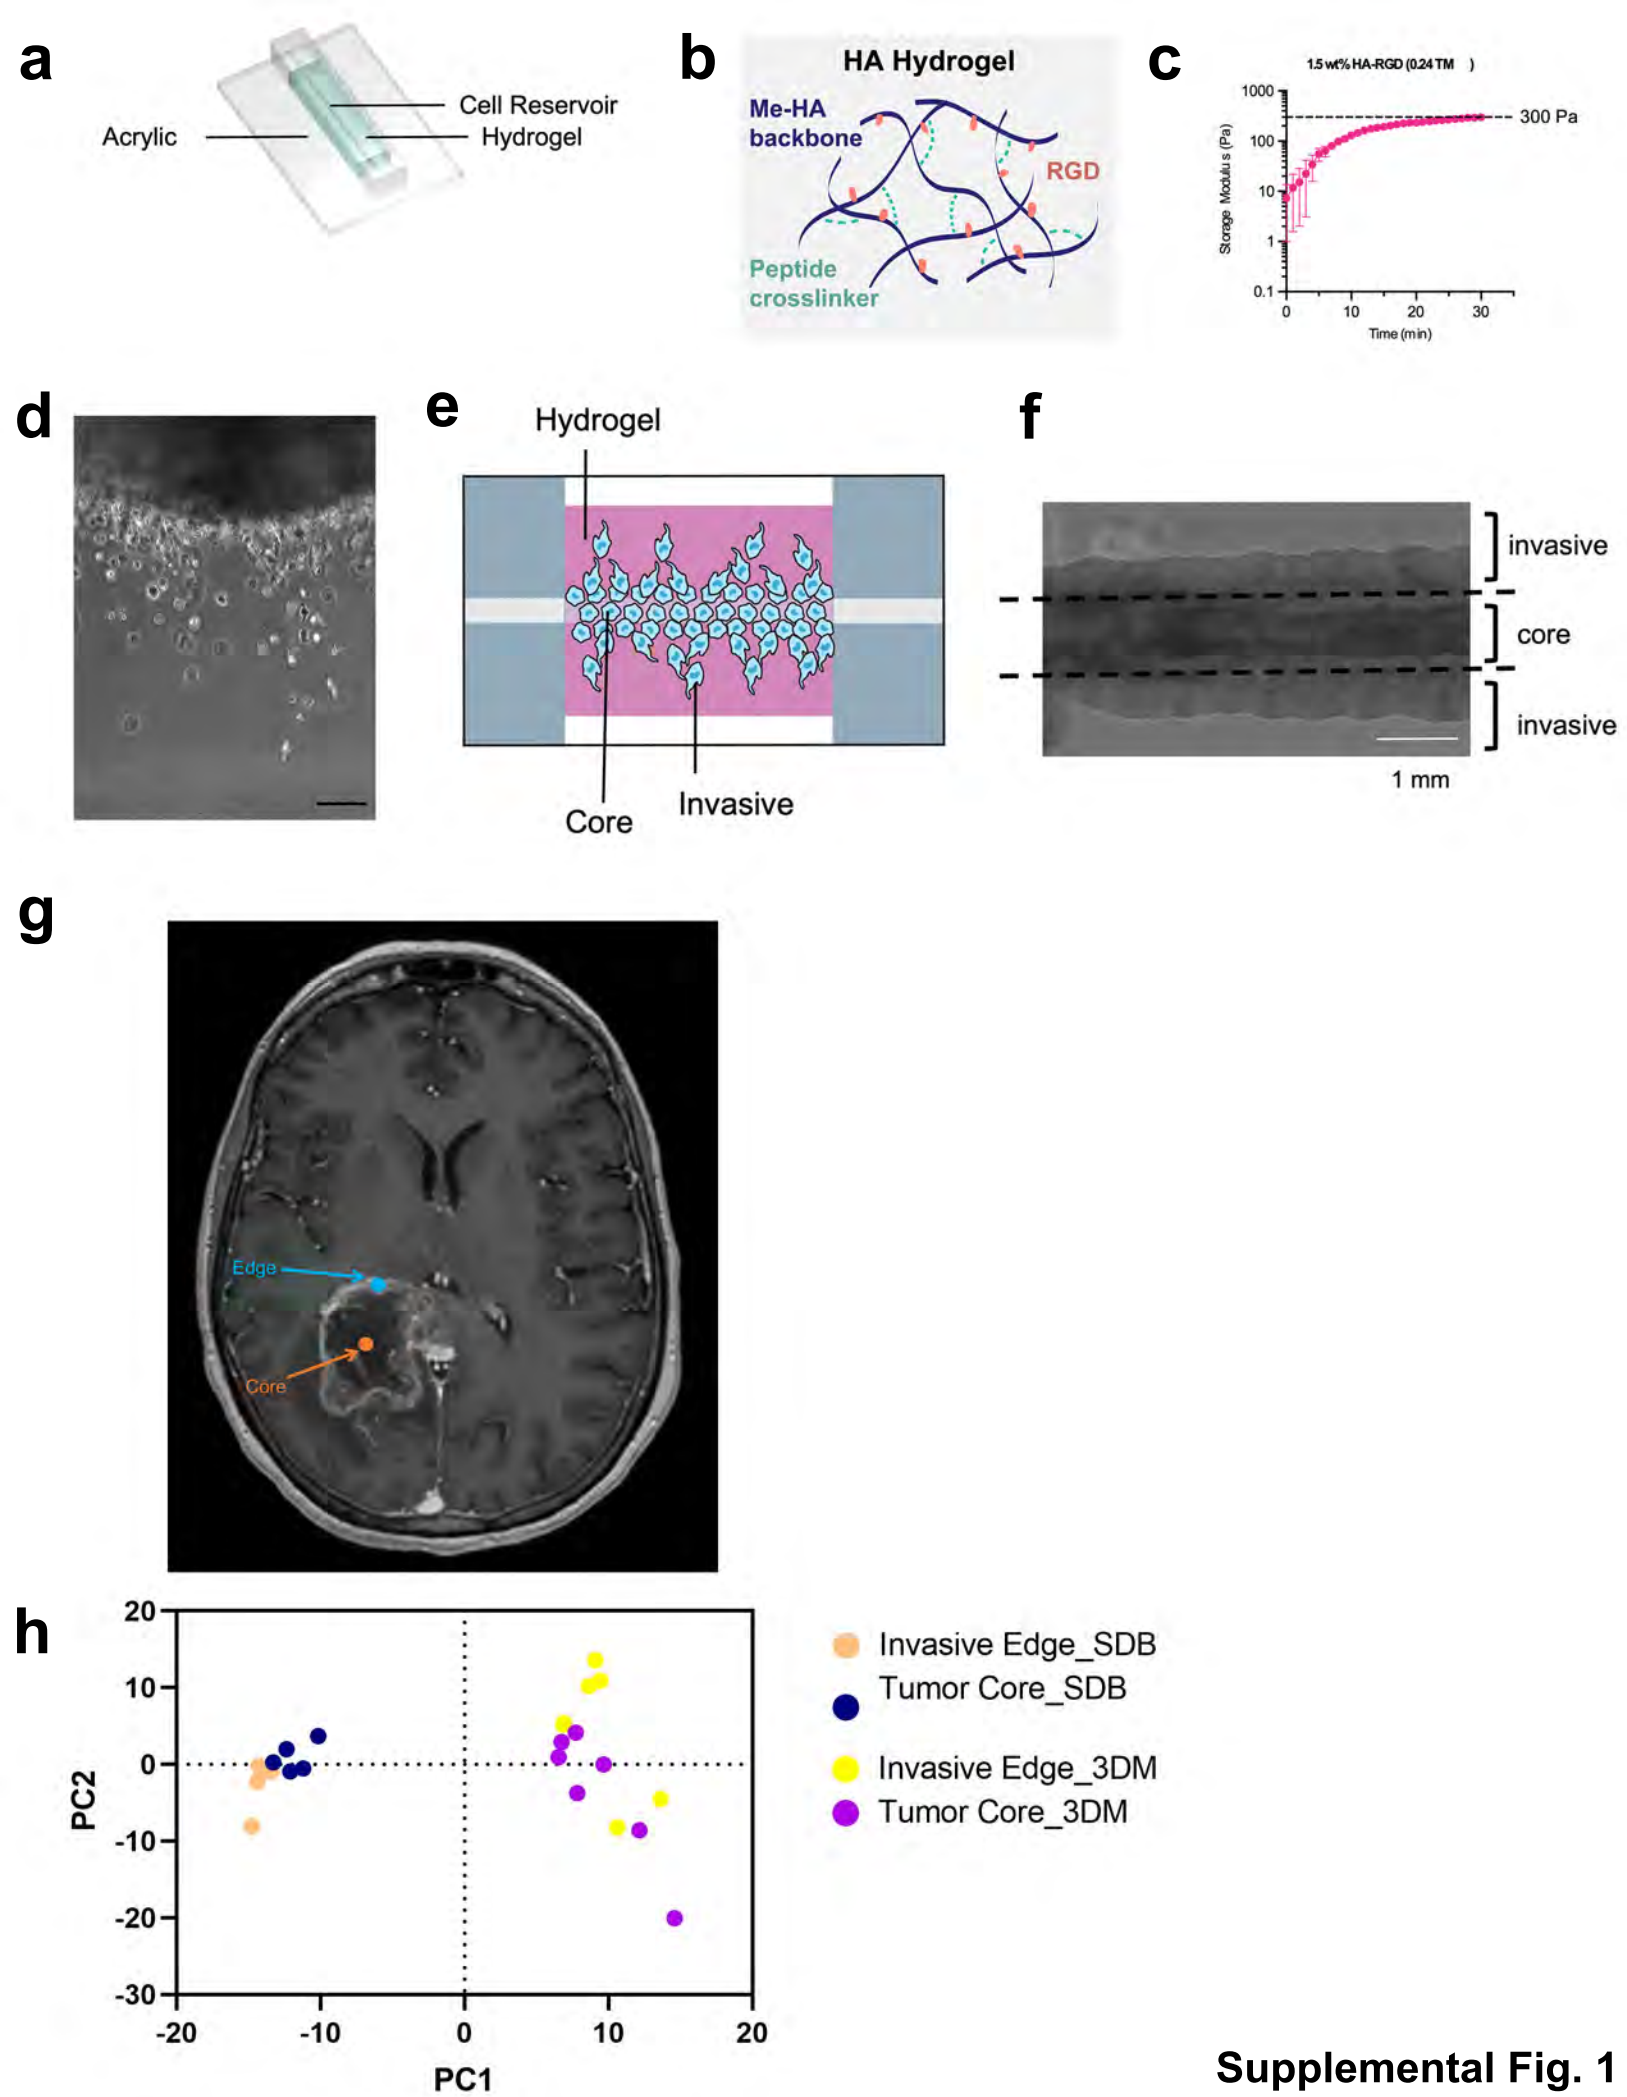 a
Acrylic
Cell Reservoir
Hydrogel
b
HA Hydrogel
Me-HA
backbone
RGD
Peptide
crosslinker
c
1.5 wt% HA-RGD (0.24 TM )
1000
100
10
1
0.1
300 Pa
Storage Modulus (Pa)
0 10 20 30
Time (min)
d
e
Hydrogel
Core
Invasive
f
invasive
core
invasive
1 mm
g
Edge
Core
h
20
10
0
-10
-20
-30
PC2
-20 -10 0 10 20
PC1
Invasive Edge_SDB
Tumor Core_SDB
Invasive Edge_3DM
Tumor Core_3DM
Supplemental Fig. 1